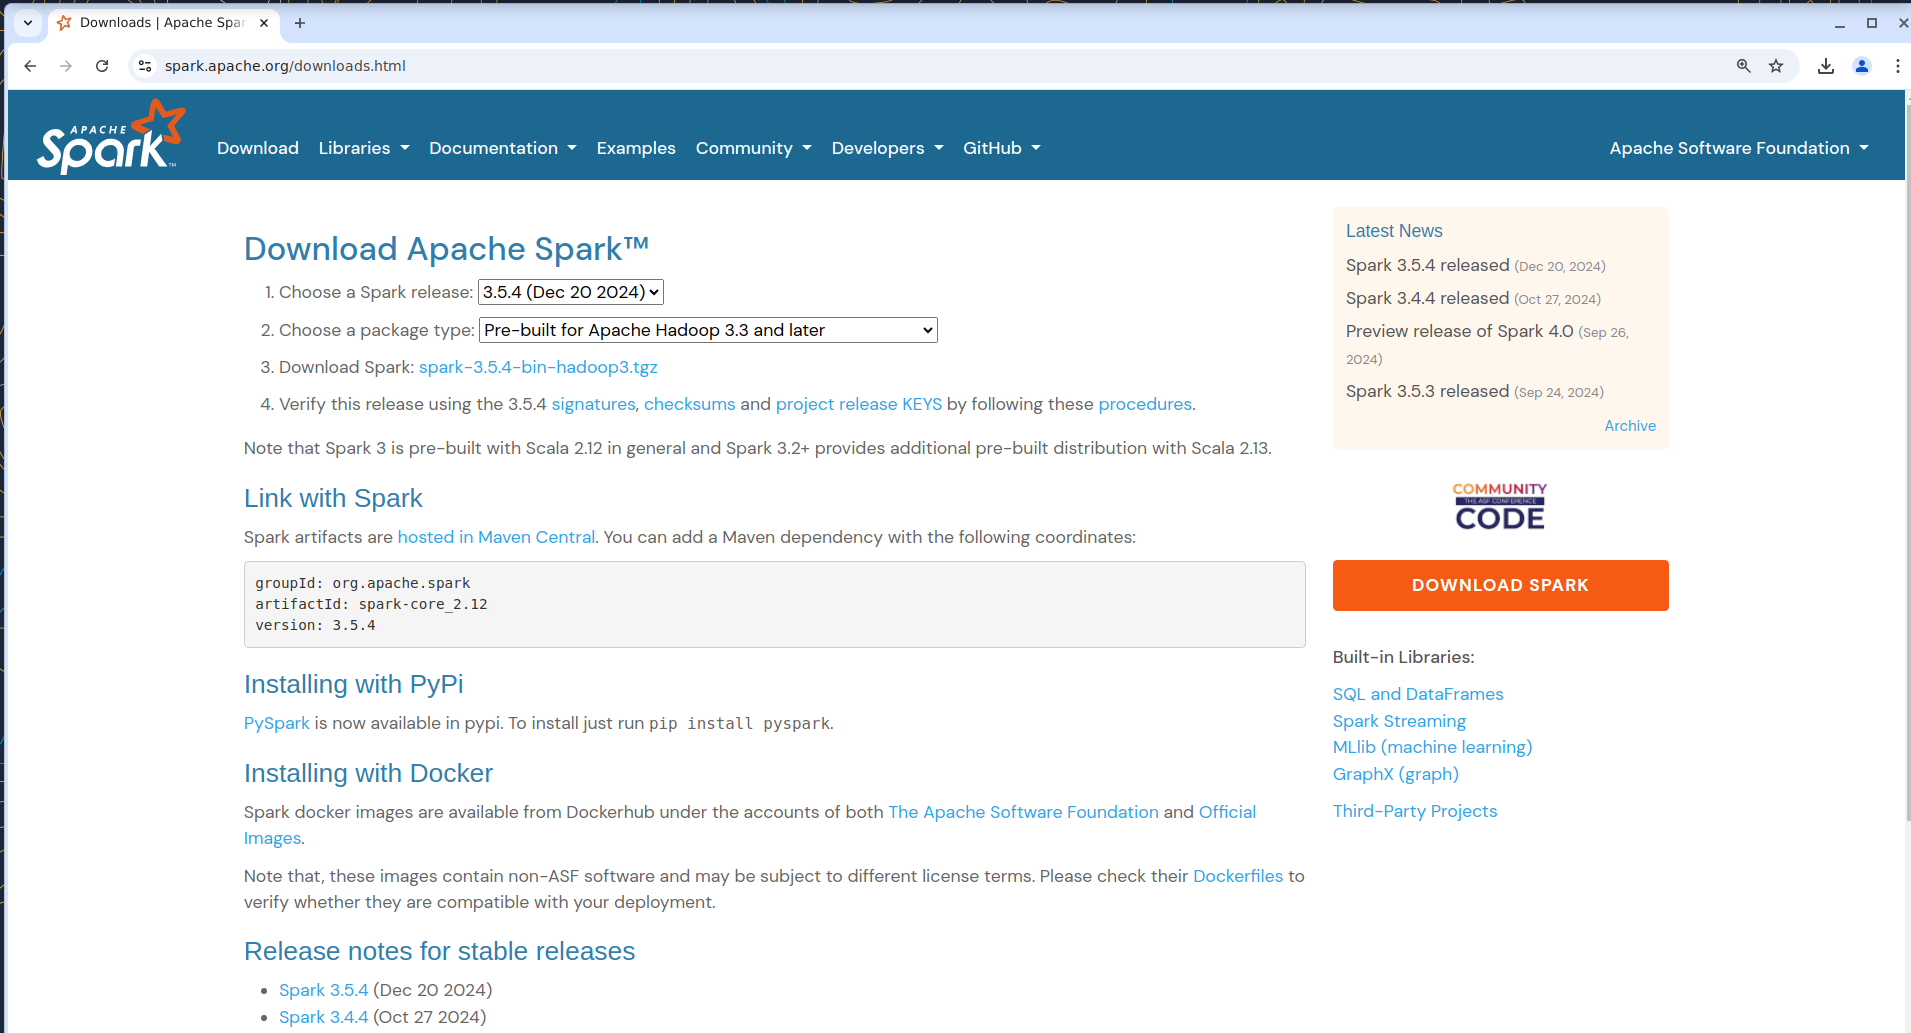 Downloads | Apache Spar
spark.apache.org/downloads.html
APACHE
Spark™
Download Libraries Documentation Examples Community Developers GitHub Apache Software Foundation
Download Apache Spark™
1. Choose a Spark release: 3.5.4 (Dec 20 2024)
2. Choose a package type: Pre-built for Apache Hadoop 3.3 and later
3. Download Spark: spark-3.5.4-bin-hadoop3.tgz
4. Verify this release using the 3.5.4 signatures, checksums and project release KEYS by following these procedures.
Note that Spark 3 is pre-built with Scala 2.12 in general and Spark 3.2+ provides additional pre-built distribution with Scala 2.13.
Link with Spark
Spark artifacts are hosted in Maven Central. You can add a Maven dependency with the following coordinates:
groupId: org.apache.spark
artifactId: spark-core_2.12
version: 3.5.4
Installing with PyPi
PySpark is now available in pypi. To install just run pip install pyspark.
Installing with Docker
Spark docker images are available from Dockerhub under the accounts of both The Apache Software Foundation and Official
Images.
Note that, these images contain non-ASF software and may be subject to different license terms. Please check their Dockerfiles to
verify whether they are compatible with your deployment.
Release notes for stable releases
Spark 3.5.4 (Dec 20 2024)
Spark 3.4.4 (Oct 27 2024)
Latest News
Spark 3.5.4 released (Dec 20, 2024)
Spark 3.4.4 released (Oct 27, 2024)
Preview release of Spark 4.0 (Sep 26,
2024)
Spark 3.5.3 released (Sep 24, 2024)
Archive
COMMUNITY
THE ASF CONFERENCE
CODE
DOWNLOAD SPARK
Built-in Libraries:
SQL and DataFrames
Spark Streaming
MLlib (machine learning)
GraphX (graph)
Third-Party Projects